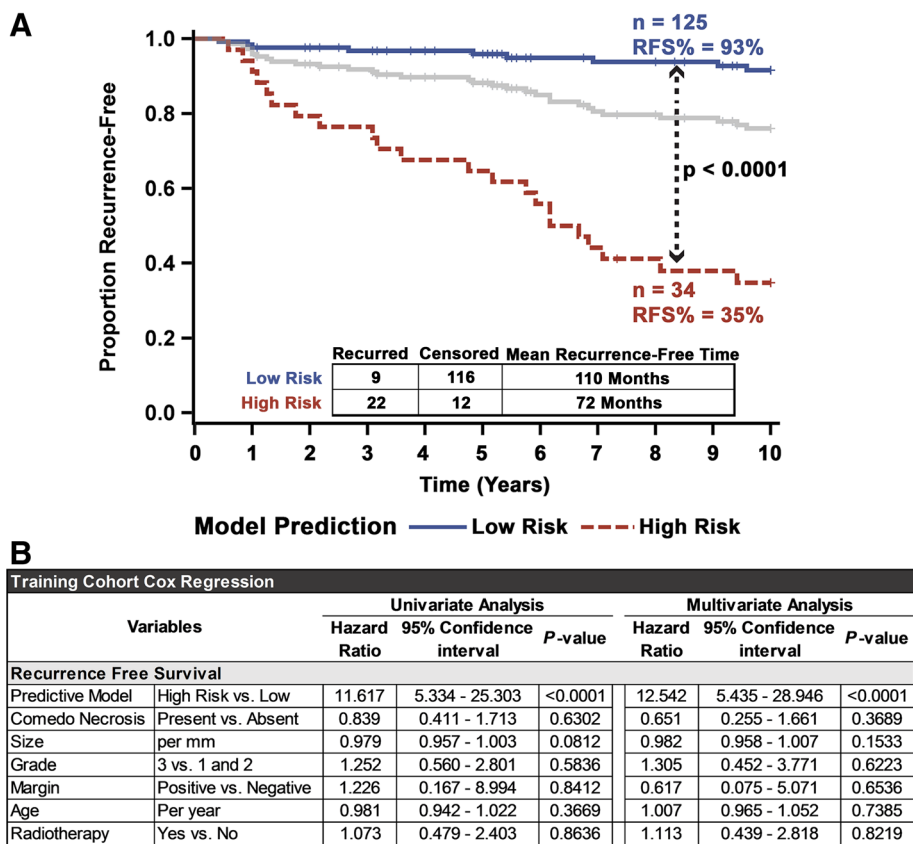 A
n = 125
RFS% = 93%
p < 0.0001
n = 34
RFS% = 35%
Proportion Recurrence-Free
1.0
0.8
0.6
0.4
0.2
0.0
Recurred Censored Mean Recurrence-Free Time
Low Risk 9 116 110 Months
High Risk 22 12 72 Months
0 1 2 3 4 5 6 7 8 9 10
Time (Years)
Model Prediction Low Risk High Risk
B
Training Cohort Cox Regression
Variables Univariate Analysis Multivariate Analysis
Hazard Ratio 95% Confidence interval P-value Hazard Ratio 95% Confidence interval P-value
Recurrence Free Survival
Predictive Model High Risk vs. Low 11.617 5.334 - 25.303 <0.0001 12.542 5.435 - 28.946 <0.0001
Comedo Necrosis Present vs. Absent 0.839 0.411 - 1.713 0.6302 0.651 0.255 - 1.661 0.3689
Size per mm 0.979 0.957 - 1.003 0.0812 0.982 0.958 - 1.007 0.1533
Grade 3 vs. 1 and 2 1.252 0.560 - 2.801 0.5836 1.305 0.452 - 3.771 0.6223
Margin Positive vs. Negative 1.226 0.167 - 8.994 0.8412 0.617 0.075 - 5.071 0.6536
Age Per year 0.981 0.942 - 1.022 0.3669 1.007 0.965 - 1.052 0.7385
Radiotherapy Yes vs. No 1.073 0.479 - 2.403 0.8636 1.113 0.439 - 2.818 0.8219